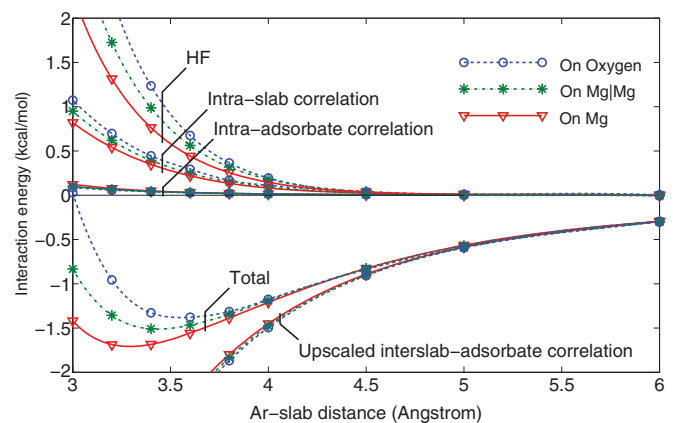 2
1.5
1
0.5
0
−0.5
−1
−1.5
−2
Interaction energy (kcal/mol)
HF
Intra−slab correlation
Intra−adsorbate correlation
On Oxygen
On Mg|Mg
On Mg
Total
Upscaled interslab−adsorbate correlation
3 3.5 4 4.5 5 5.5 6
Ar−slab distance (Angstrom)